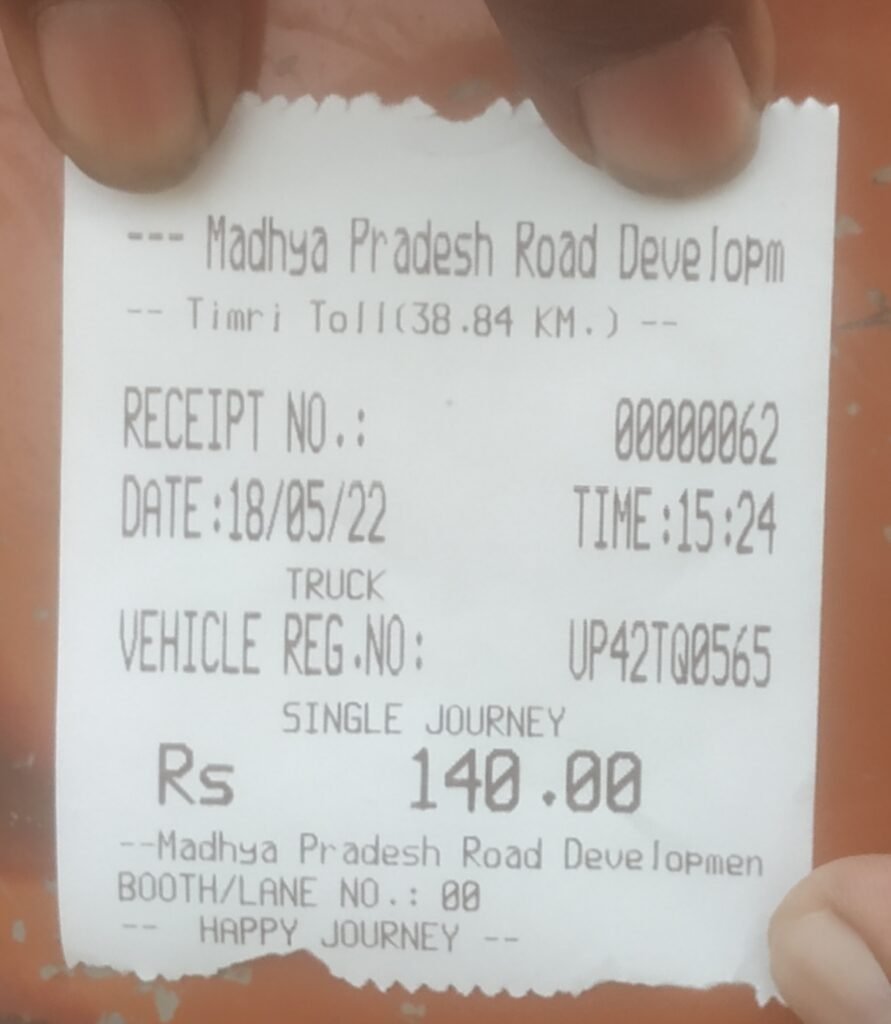 --- Madhya Pradesh Road Developm
-- Timri Toll(38.84 KM.) --
RECEIPT NO.: 00000062
DATE:18/05/22 TIME:15:24
TRUCK
VEHICLE REG.NO: UP42TQ0565
SINGLE JOURNEY
Rs 140.00
--Madhya Pradesh Road Developmen
BOOTH/LANE NO.: 00
-- HAPPY JOURNEY --